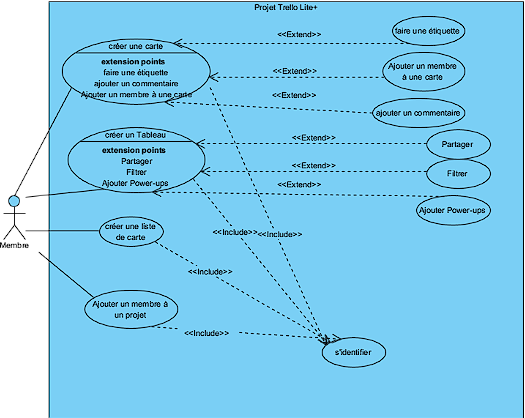 Projet Trello Lite+
créer une carte
extension points
faire une étiquette
ajouter un commentaire
Ajouter un membre à une carte
<<Extend>>
faire une étiquette
<<Extend>>
Ajouter un membre
à une carte
<<Extend>>
ajouter un commentaire
créer un Tableau
extension points
Partager
Filtrer
Ajouter Power-ups
<<Extend>>
Partager
<<Extend>>
Filtrer
<<Extend>>
Ajouter Power-ups
Membre
créer une liste
de carte
<<Include>>
<<Include>>
<<Include>>
Ajouter un membre à
un projet
<<Include>>
s'identifier